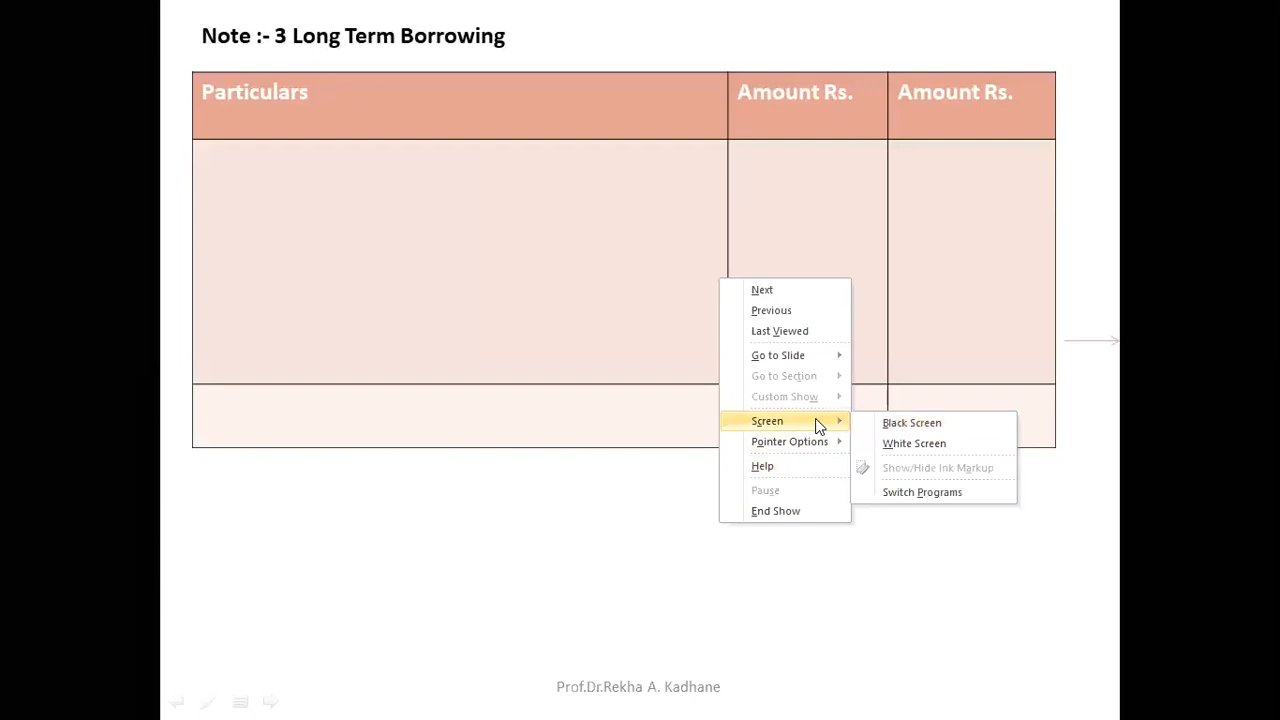 Note :- 3 Long Term Borrowing
Particulars
Amount Rs.
Amount Rs.
Next
Previous
Last Viewed
Go to Slide
Go to Section
Custom Show
Screen
Pointer Options
Help
Pause
End Show
Black Screen
White Screen
Show/Hide Ink Markup
Switch Programs
Prof.Dr.Rekha A. Kadhane